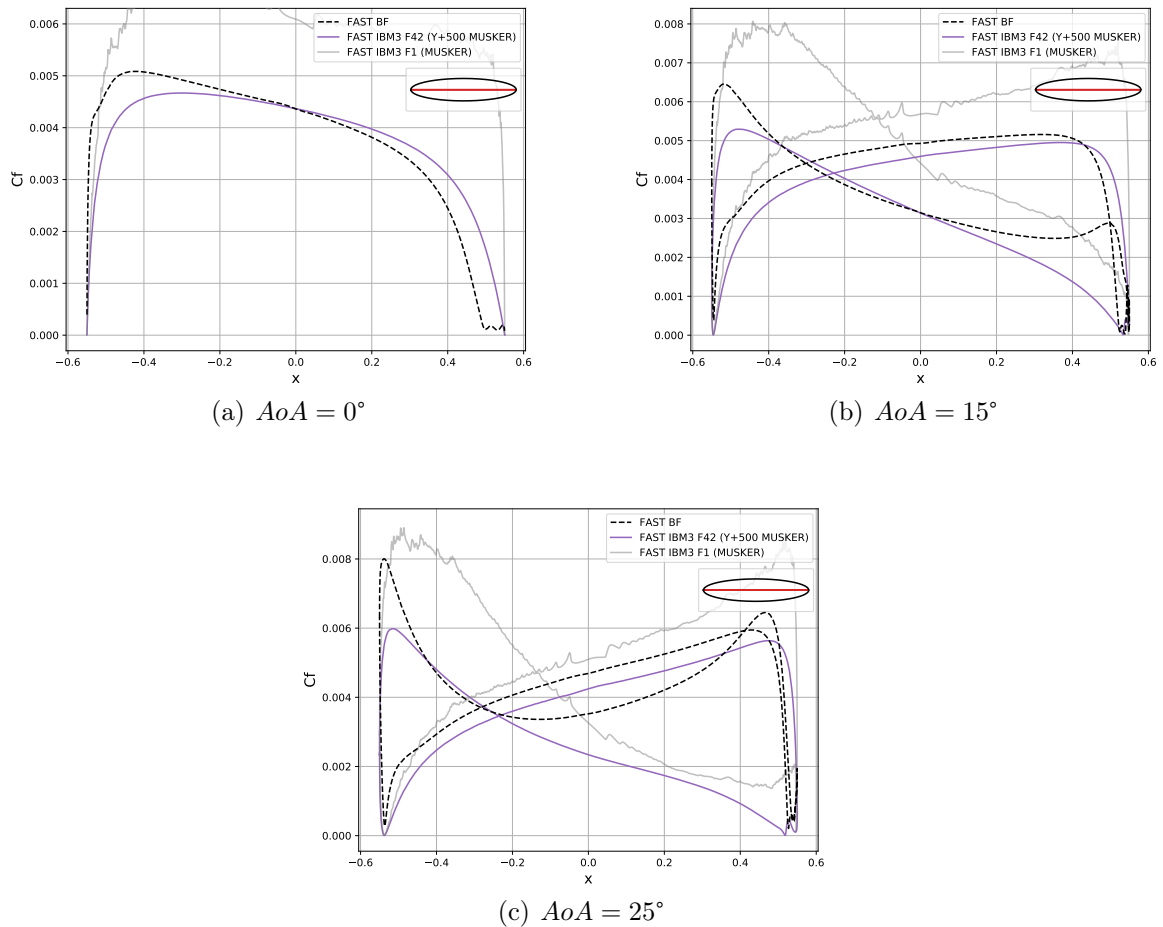 FAST BF
FAST IBM3 F42 (Y+500 MUSKER)
FAST IBM3 F1 (MUSKER)
0.006
0.005
0.004
0.003
0.002
0.001
0.000
Cf
−0.6 −0.4 −0.2 0.0 0.2 0.4 0.6
x
(a) AoA = 0°
FAST BF
FAST IBM3 F42 (Y+500 MUSKER)
FAST IBM3 F1 (MUSKER)
0.008
0.007
0.006
0.005
0.004
0.003
0.002
0.001
0.000
Cf
−0.6 −0.4 −0.2 0.0 0.2 0.4 0.6
x
(b) AoA = 15°
FAST BF
FAST IBM3 F42 (Y+500 MUSKER)
FAST IBM3 F1 (MUSKER)
0.008
0.006
0.004
0.002
0.000
Cf
−0.6 −0.4 −0.2 0.0 0.2 0.4 0.6
x
(c) AoA = 25°